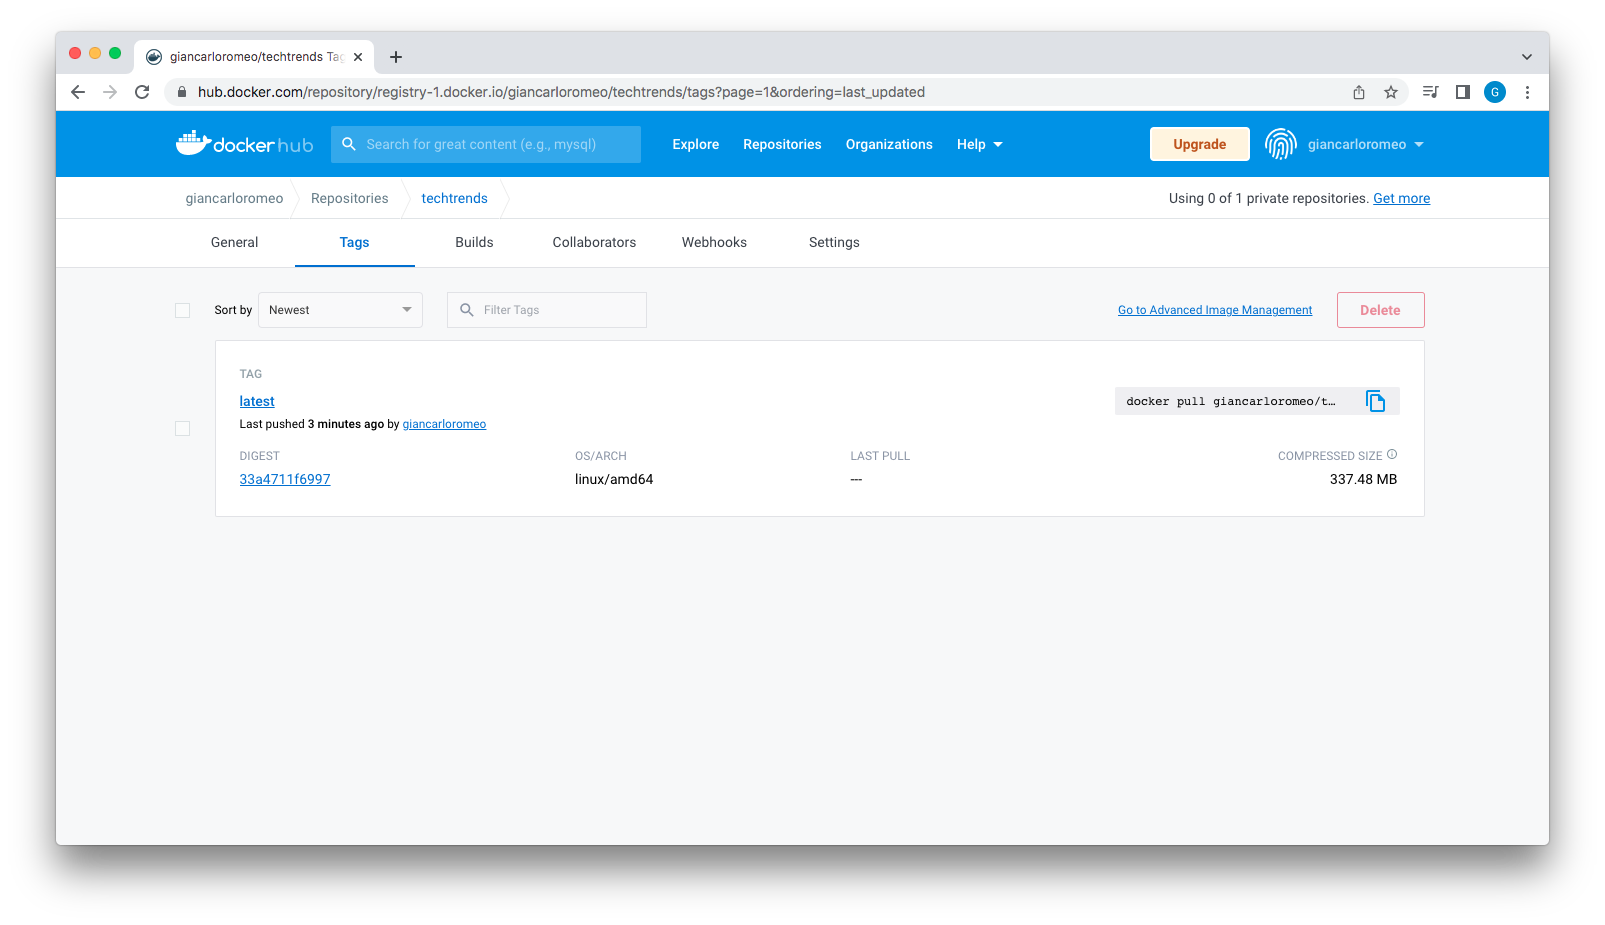 giancarloromeo/techtrends Tag
hub.docker.com/repository/registry-1.docker.io/giancarloromeo/techtrends/tags?page=1&ordering=last_updated
G
docker hub
Search for great content (e.g., mysql)
Explore
Repositories
Organizations
Help
Upgrade
giancarloromeo
giancarloromeo
Repositories
techtrends
Using 0 of 1 private repositories. Get more
General
Tags
Builds
Collaborators
Webhooks
Settings
Sort by
Newest
Filter Tags
Go to Advanced Image Management
Delete
TAG
latest
docker pull giancarloromeo/t…
Last pushed 3 minutes ago by giancarloromeo
DIGEST
OS/ARCH
LAST PULL
COMPRESSED SIZE
33a4711f6997
linux/amd64
---
337.48 MB